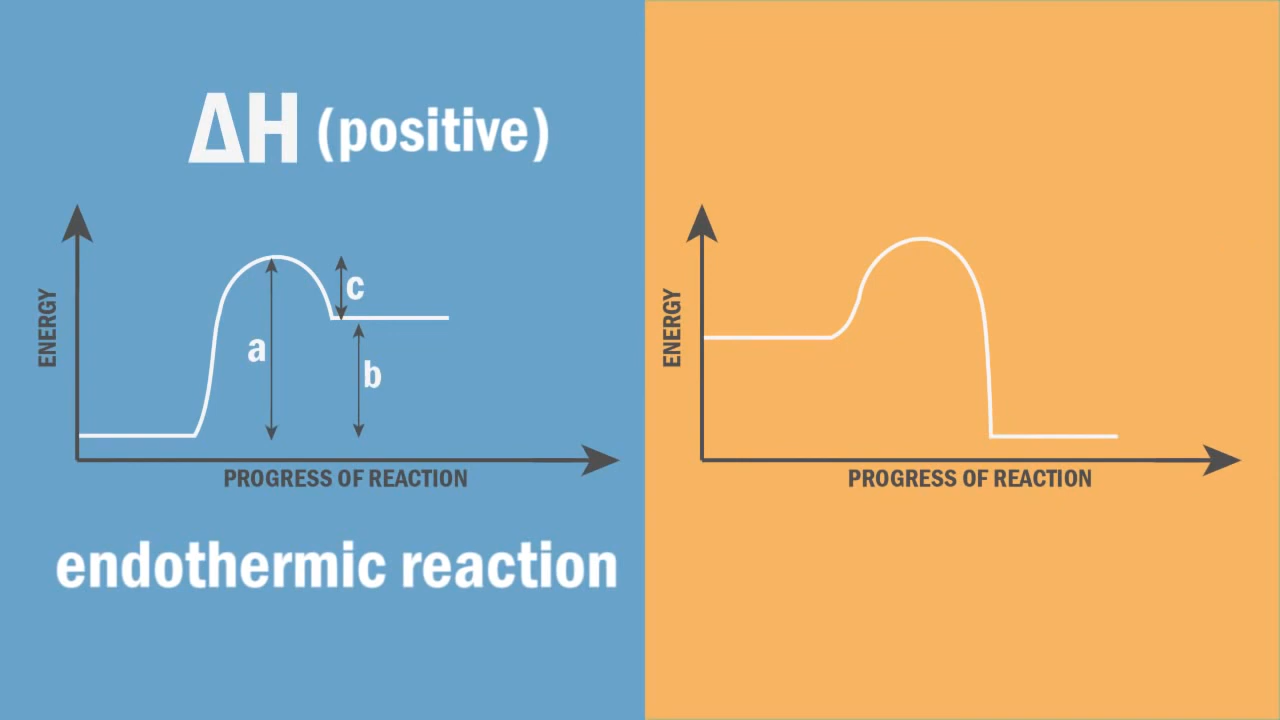 ΔH (positive)
ENERGY
a
c
b
PROGRESS OF REACTION
endothermic reaction
ENERGY
PROGRESS OF REACTION